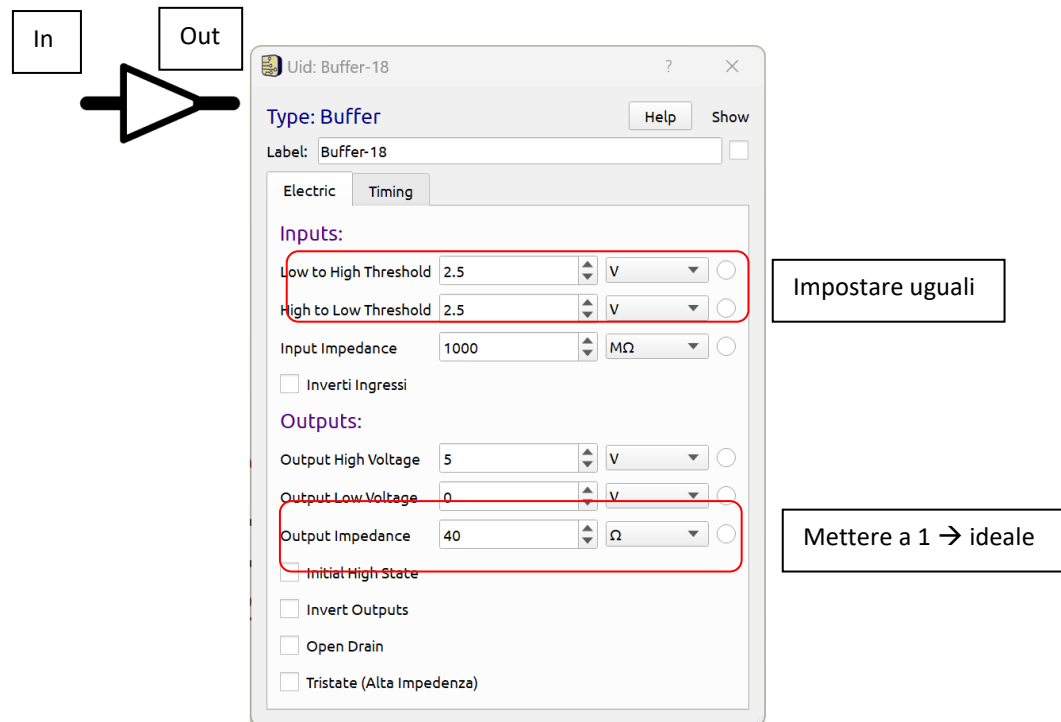 In
Out
Uid: Buffer-18 ? ×
Type: Buffer Help Show
Label: Buffer-18
Electric Timing
Inputs:
Low to High Threshold 2.5 V
High to Low Threshold 2.5 V
Impostare uguali
Input Impedance 1000 MΩ
Inverti Ingressi
Outputs:
Output High Voltage 5 V
Output Low Voltage 0 V
Output Impedance 40 Ω
Mettere a 1 → ideale
Initial High State
Invert Outputs
Open Drain
Tristate (Alta Impedenza)